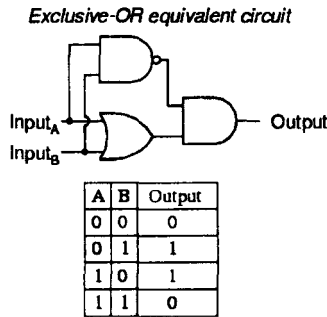 Exclusive-OR equivalent circuit
Input_A
Output
Input_B
A B Output
0 0 0
0 1 1
1 0 1
1 1 0